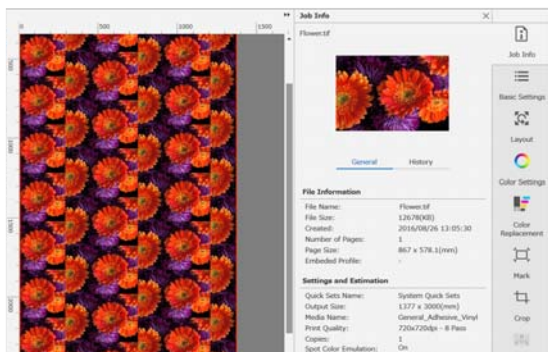 Job Info
Flower.tif
0 500 1000 1500
General History
File Information
File Name: Flower.tif
File Size: 12678(KB)
Created: 2016/08/26 13:05:30
Number of Pages: 1
Page Size: 867 x 578.1(mm)
Embeded Profile: -
Settings and Estimation
Quick Sets Name: System Quick Sets
Output Size: 1377 x 3000(mm)
Media Name: General_Adhesive_Vinyl
Print Quality: 720x720dpi - 8 Pass
Copies: 1
Spot Color Emulation: On
Job Info
Basic Settings
Layout
Color Settings
Color
Replacement
Mark
Crop